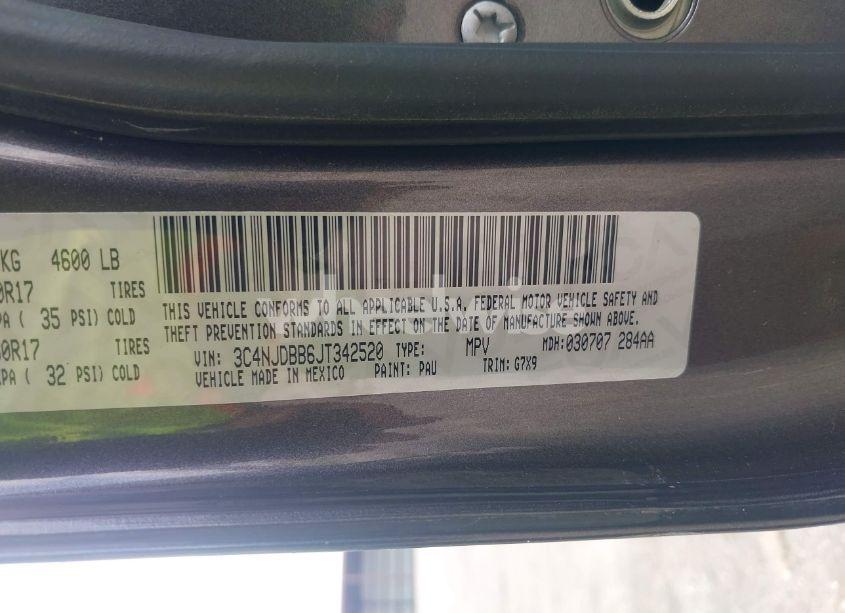 KG 4600 LB
0R17 TIRES
PA ( 35 PSI) COLD
0R17 TIRES
PA ( 32 PSI) COLD
THIS VEHICLE CONFORMS TO ALL APPLICABLE U.S.A. FEDERAL MOTOR VEHICLE SAFETY AND
THEFT PREVENTION STANDARDS IN EFFECT ON THE DATE OF MANUFACTURE SHOWN ABOVE.
VIN: 3C4NJDBB6JT342520 TYPE: MPV MDH:030707 284AA
VEHICLE MADE IN MEXICO PAINT: PAU TRIM: G7X9